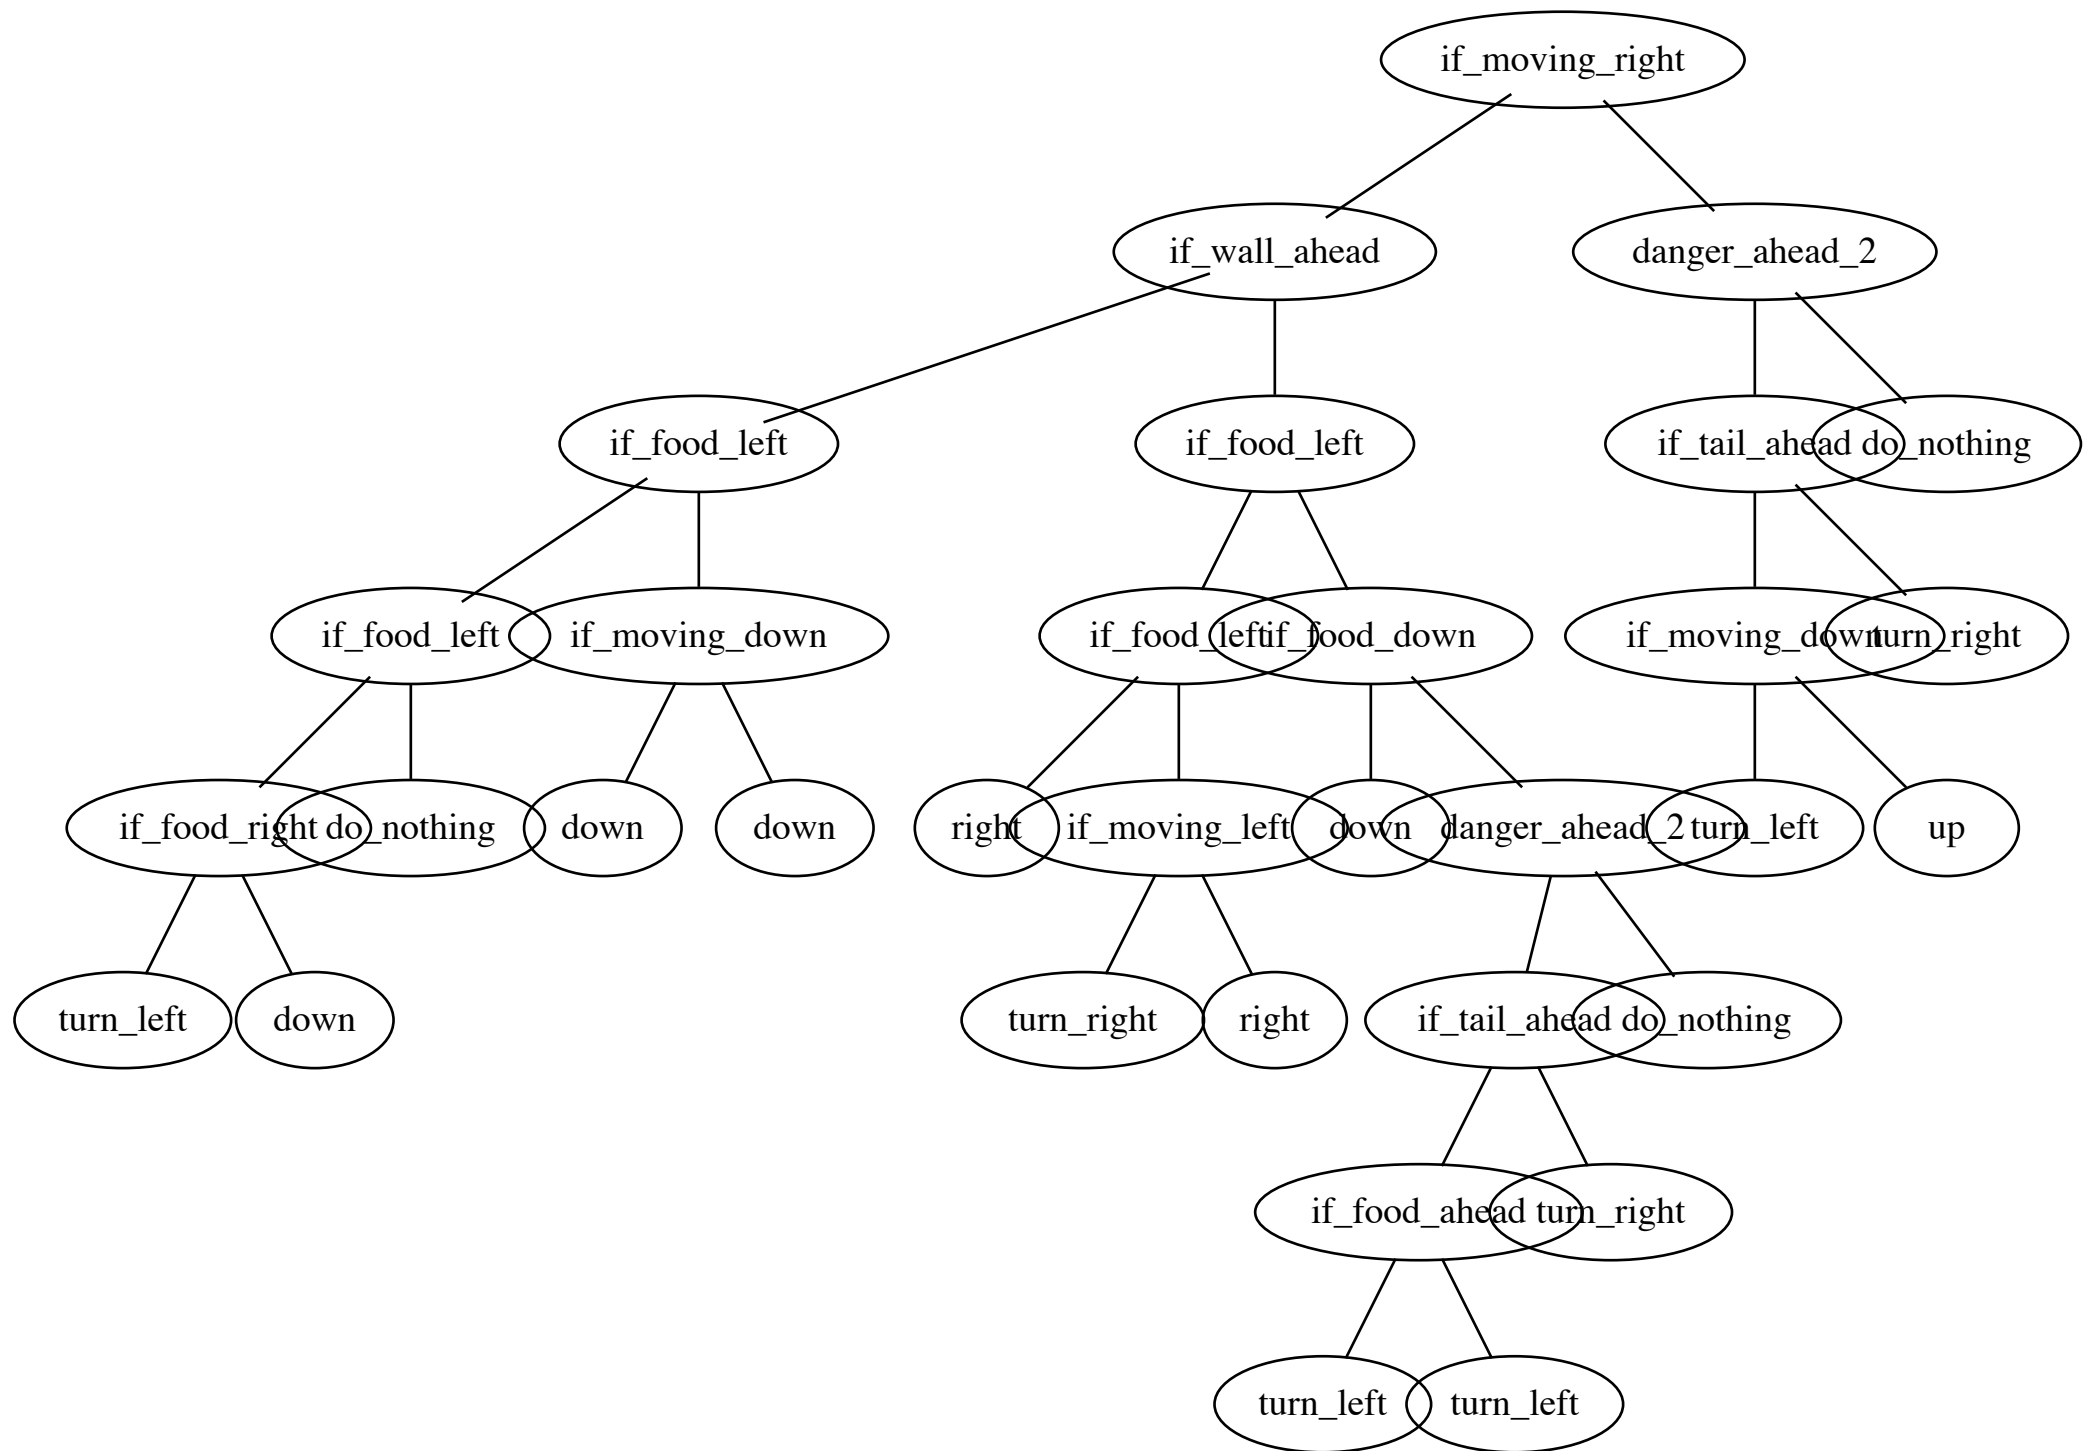 if_moving_right
if_wall_ahead
danger_ahead_2
if_food_left
if_food_left
if_tail_ahead
do_nothing
if_food_left
if_moving_down
if_food_left
if_food_down
if_moving_down
turn_right
if_food_right
do_nothing
down
down
right
if_moving_left
down
danger_ahead_2
turn_left
up
turn_left
down
turn_right
right
if_tail_ahead
do_nothing
if_food_ahead
turn_right
turn_left
turn_left